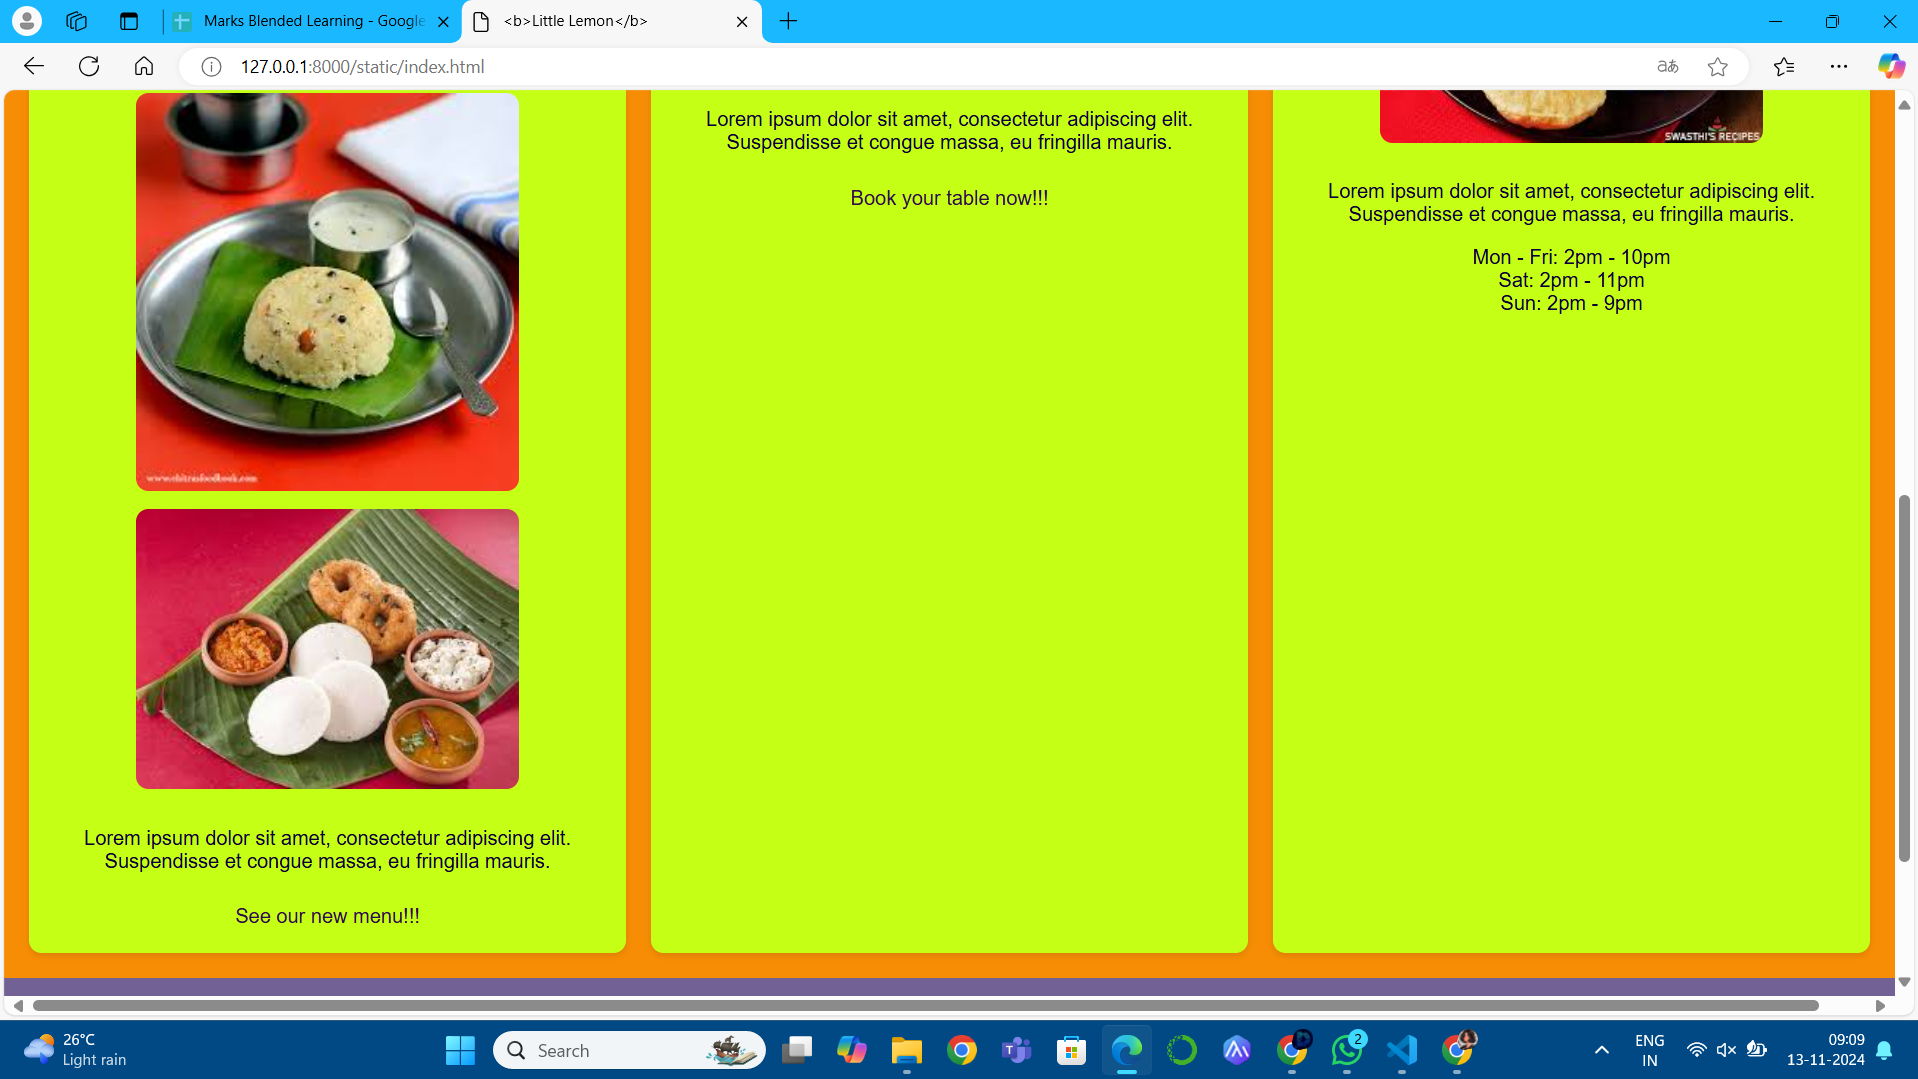 Marks Blended Learning - Google
<b>Little Lemon</b>
127.0.0.1:8000/static/index.html
www.chitrasfoodbook.com
Lorem ipsum dolor sit amet, consectetur adipiscing elit.
Suspendisse et congue massa, eu fringilla mauris.
See our new menu!!!
Lorem ipsum dolor sit amet, consectetur adipiscing elit.
Suspendisse et congue massa, eu fringilla mauris.
Book your table now!!!
SWASTHI'S RECIPES
Lorem ipsum dolor sit amet, consectetur adipiscing elit.
Suspendisse et congue massa, eu fringilla mauris.
Mon - Fri: 2pm - 10pm
Sat: 2pm - 11pm
Sun: 2pm - 9pm
26°C
Light rain
Search
2
ENG
IN
09:09
13-11-2024